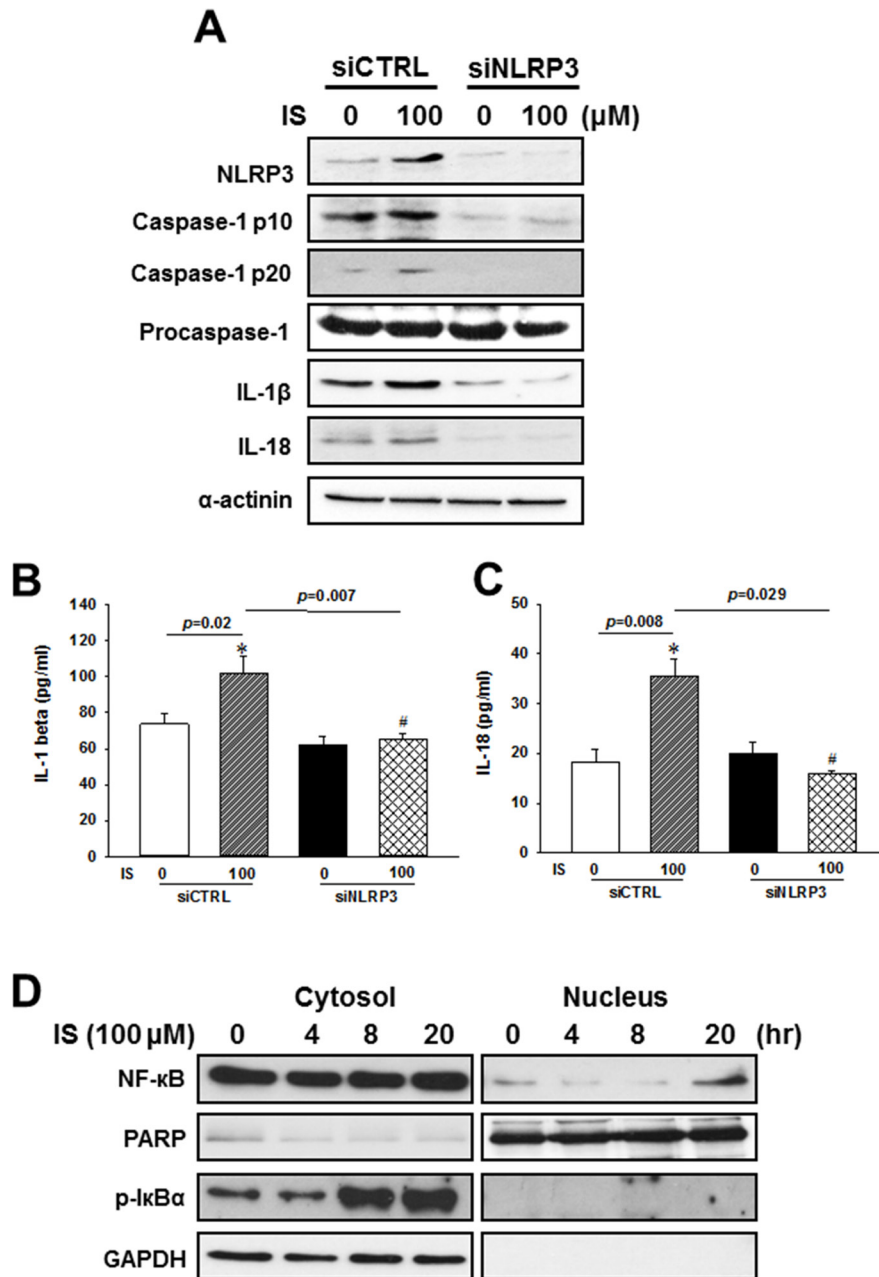 A
siCTRL siNLRP3
IS 0 100 0 100 (μM)
NLRP3
Caspase-1 p10
Caspase-1 p20
Procaspase-1
IL-1β
IL-18
α-actinin
B
p=0.007
p=0.02
*
#
IL-1 beta (pg/ml)
140
120
100
80
60
40
20
0
IS 0 100 0 100
siCTRL siNLRP3
C
p=0.029
p=0.008
*
#
IL-18 (pg/ml)
50
40
30
20
10
0
IS 0 100 0 100
siCTRL siNLRP3
D
Cytosol Nucleus
IS (100 μM) 0 4 8 20 0 4 8 20 (hr)
NF-κB
PARP
p-IκBα
GAPDH